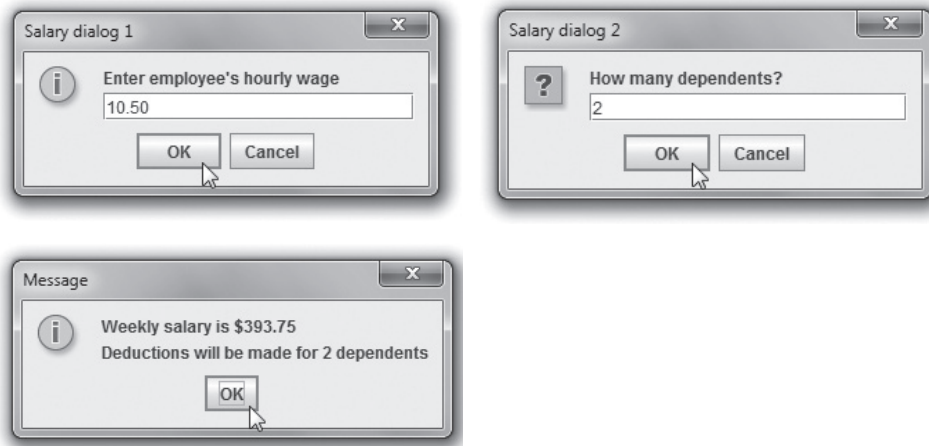 Salary dialog 1
X
i
Enter employee's hourly wage
10.50
OK Cancel
Salary dialog 2
X
?
How many dependents?
2
OK Cancel
Message
X
i
Weekly salary is $393.75
Deductions will be made for 2 dependents
OK